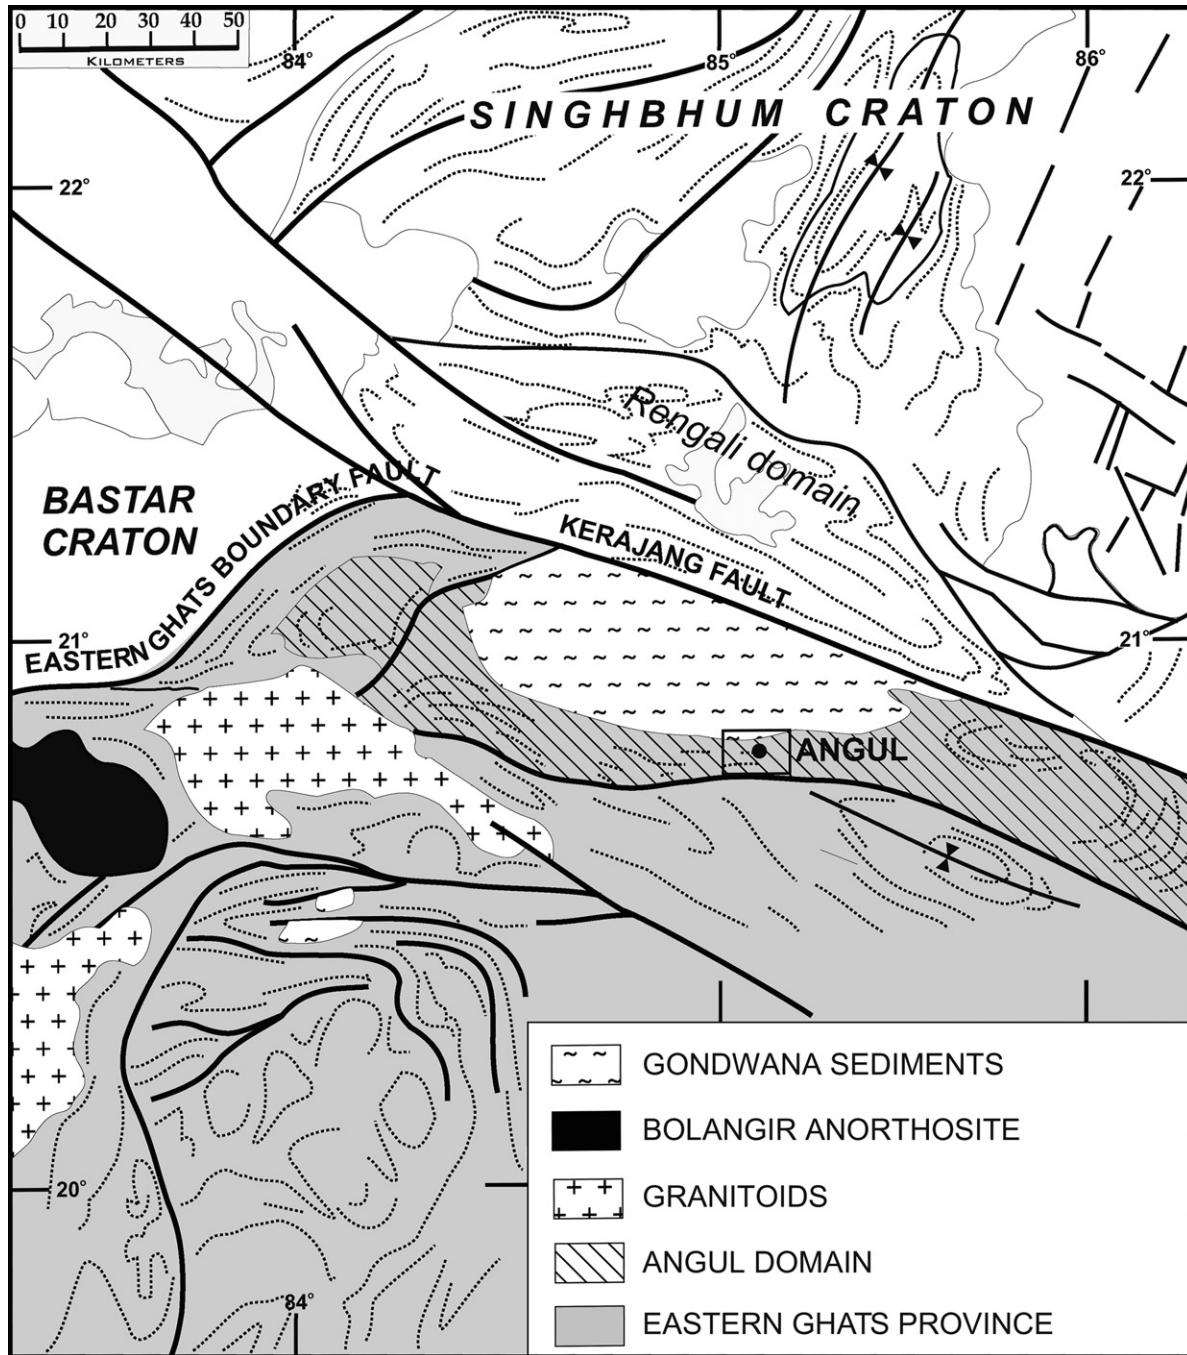 0 10 20 30 40 50
KILOMETERS
84°
85°
86°
SINGHBHUM CRATON
22°
22°
Rengali domain
BASTAR
CRATON
EASTERN GHATS BOUNDARY FAULT
KERAJANG FAULT
21°
21°
ANGUL
GONDWANA SEDIMENTS
BOLANGIR ANORTHOSITE
20°
GRANITOIDS
ANGUL DOMAIN
84°
EASTERN GHATS PROVINCE